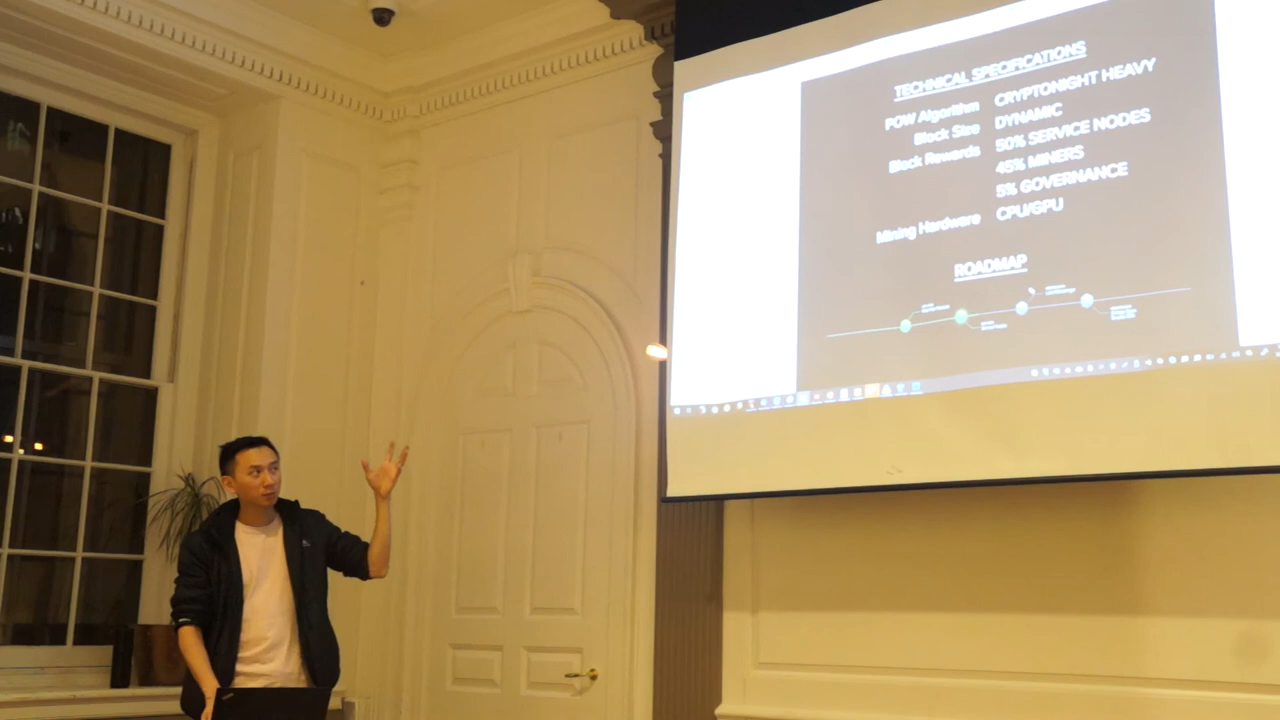 TECHNICAL SPECIFICATIONS
POW Algorithm CRYPTONIGHT HEAVY
Block Size DYNAMIC
Block Rewards 50% SERVICE NODES
45% MINERS
5% GOVERNANCE
Mining Hardware CPU/GPU
ROADMAP